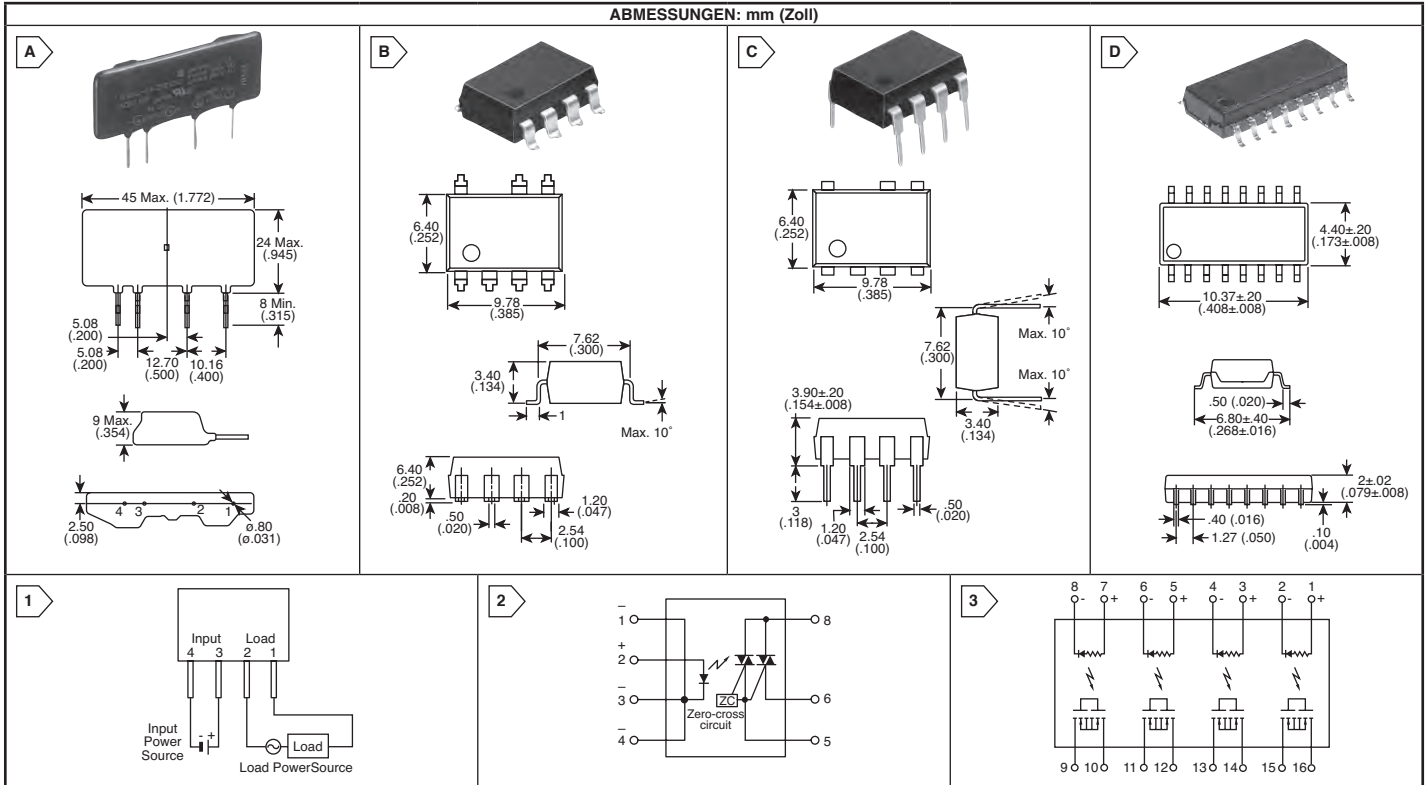 ABMESSUNGEN: mm (Zoll)
A
45 Max. (1.772)
24 Max.
(.945)
8 Min.
(.315)
5.08
(.200)
5.08
(.200)
12.70
(.500)
10.16
(.400)
9 Max.
(.354)
4 3 2 1
2.50
(.098)
ø.80
(ø.031)
B
6.40
(.252)
9.78
(.385)
7.62
(.300)
3.40
(.134)
1
Max. 10°
6.40
(.252)
.20
(.008)
.50
(.020)
1.20
(.047)
2.54
(.100)
C
6.40
(.252)
9.78
(.385)
Max. 10°
7.62
(.300)
Max. 10°
3.40
(.134)
3.90±.20
(.154±.008)
3
(.118)
1.20
(.047)
2.54
(.100)
.50
(.020)
D
4.40±.20
(.173±.008)
10.37±.20
(.408±.008)
.50 (.020)
6.80±.40
(.268±.016)
2±.02
(.079±.008)
.40 (.016)
1.27 (.050)
.10
(.004)
1
Input Load
4 3 2 1
Input
Power
Source
- +
Load
Load PowerSource
2
–
1
+
2
–
3
–
4
8
6
5
ZC
Zero-cross
circuit
3
8 7 6 5 4 3 2 1
- + - + - + - +
9 10 11 12 13 14 15 16